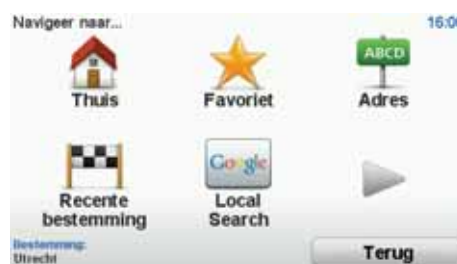 Navigeer naar...
16:0
Thuis
Favoriet
ABCD
Adres
Recente
bestemming
Google
Local
Search
Bestemming:
Utrecht
Terug